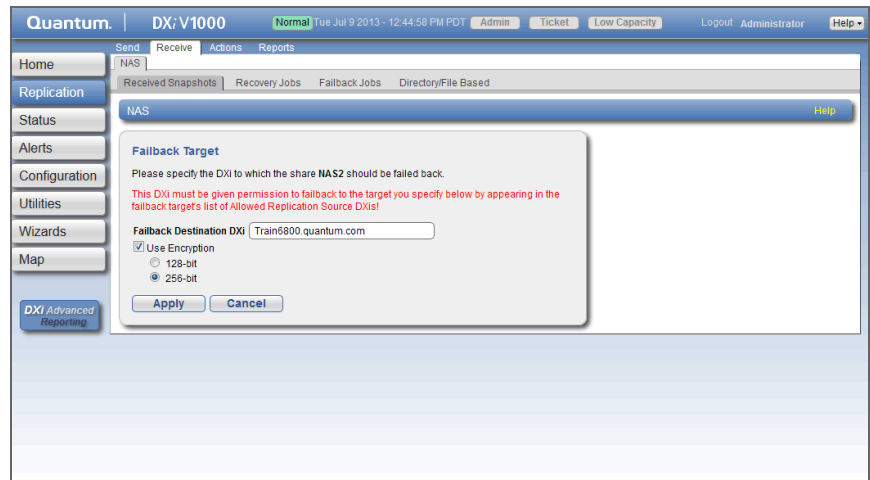 Quantum. DXi V1000 Normal Tue Jul 9 2013 - 12:44:58 PM PDT Admin Ticket Low Capacity Logout Administrator Help
Send Receive Actions Reports
Home
Replication
Status
Alerts
Configuration
Utilities
Wizards
Map
DXi Advanced
Reporting
NAS
Received Snapshots Recovery Jobs Failback Jobs Directory/File Based
NAS Help
Failback Target
Please specify the DXi to which the share NAS2 should be failed back.
This DXi must be given permission to failback to the target you specify below by appearing in the
failback target's list of Allowed Replication Source DXis!
Failback Destination DXi Train6800.quantum.com
Use Encryption
128-bit
256-bit
Apply Cancel